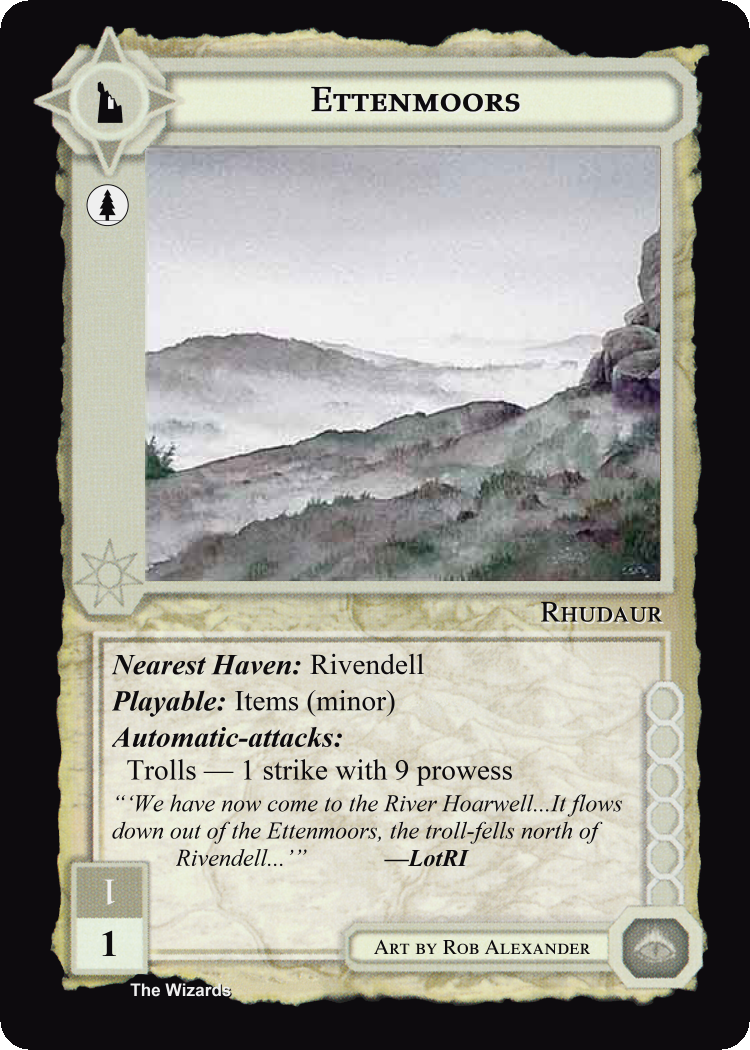 Ettenmoors
Rhudaur
Nearest Haven: Rivendell
Playable: Items (minor)
Automatic-attacks:
Trolls — 1 strike with 9 prowess
“‘We have now come to the River Hoarwell...It flows
down out of the Ettenmoors, the troll-fells north of
Rivendell...’” —LotRI
1
1
Art by Rob Alexander
The Wizards